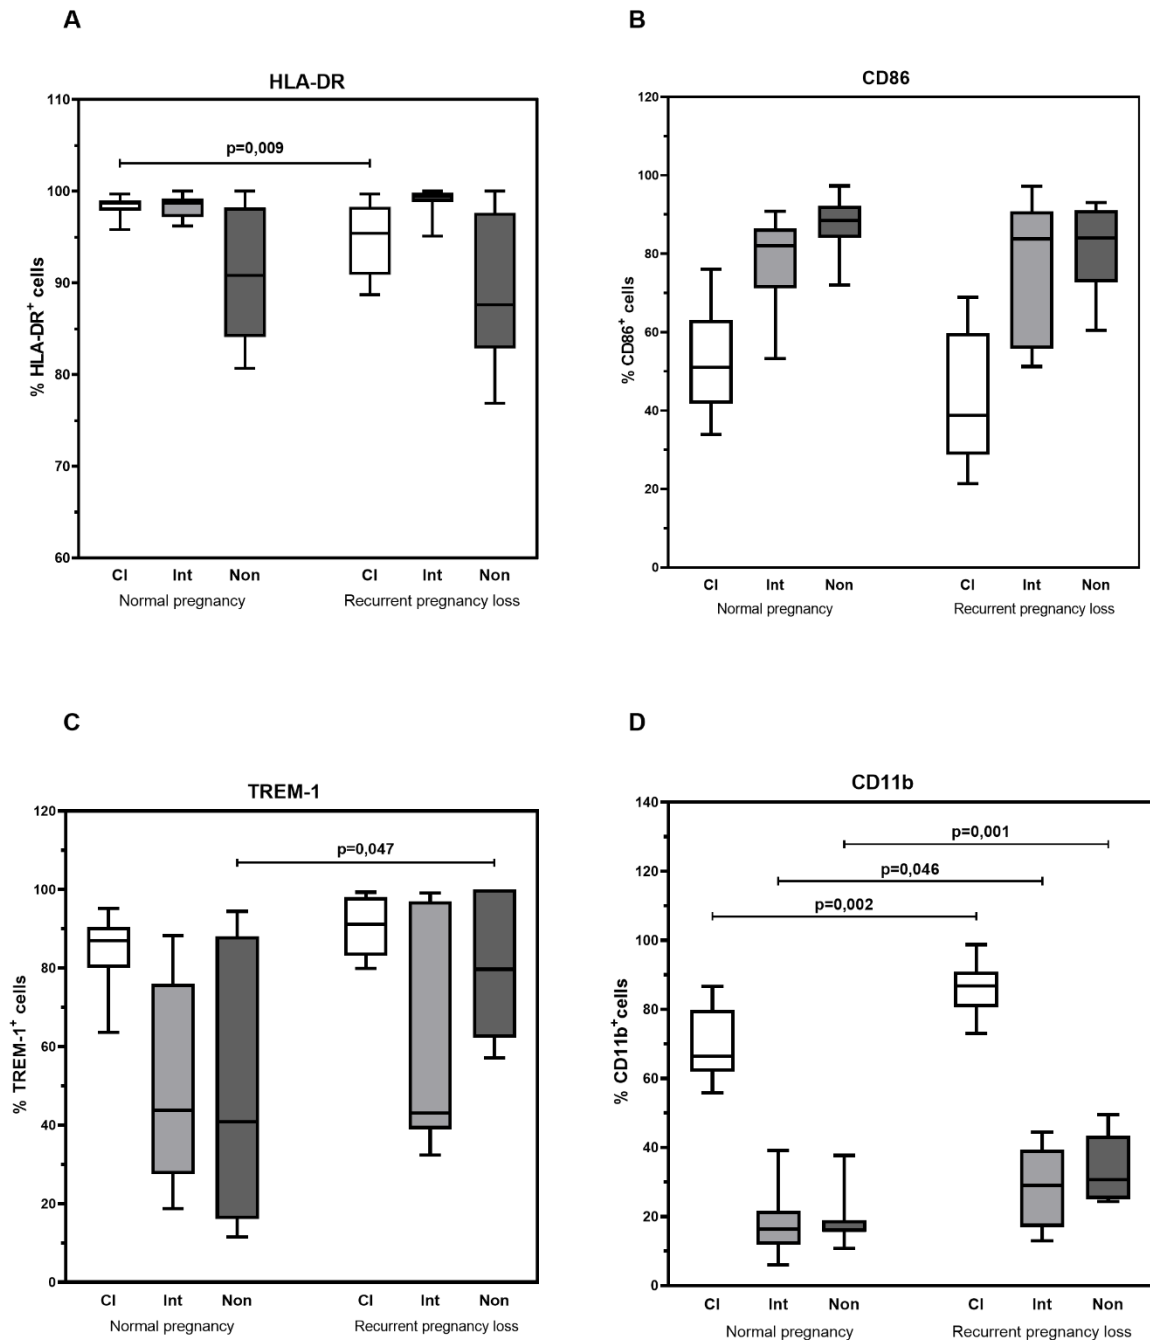 A
HLA-DR
110
100
90
80
70
60
% HLA-DR+ cells
p=0,009
Cl Int Non Cl Int Non
Normal pregnancy Recurrent pregnancy loss
B
CD86
120
100
80
60
40
20
0
% CD86+ cells
Cl Int Non Cl Int Non
Normal pregnancy Recurrent pregnancy loss
C
TREM-1
120
100
80
60
40
20
0
% TREM-1+ cells
p=0,047
Cl Int Non Cl Int Non
Normal pregnancy Recurrent pregnancy loss
D
CD11b
140
120
100
80
60
40
20
0
% CD11b+cells
p=0,001
p=0,046
p=0,002
Cl Int Non Cl Int Non
Normal pregnancy Recurrent pregnancy loss